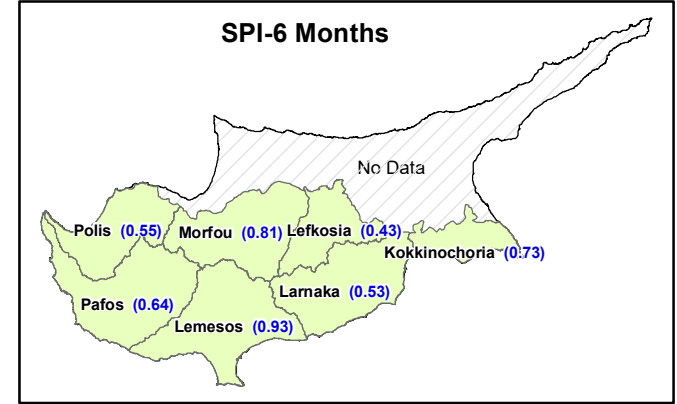 SPI-6 Months
No Data
Polis (0.55)
Morfou (0.81)
Lefkosia (0.43)
Kokkinochoria (0.73)
Pafos (0.64)
Larnaka (0.53)
Lemesos (0.93)